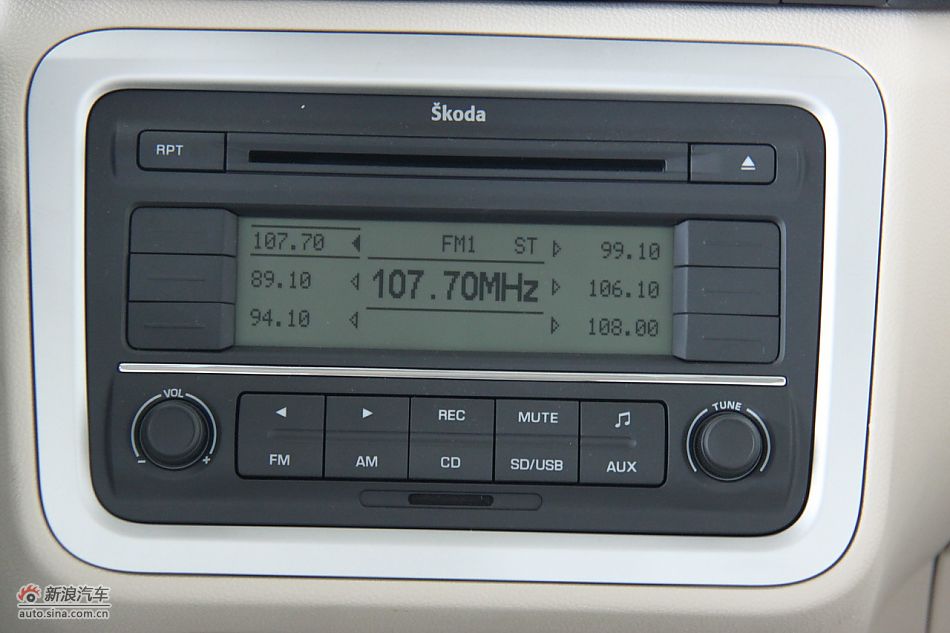 Škoda
RPT
107.70 FM1 ST 99.10
89.10 107.70MHz 106.10
94.10 108.00
VOL
- +
REC MUTE
FM AM CD SD/USB AUX
TUNE
新浪汽车
auto.sina.com.cn